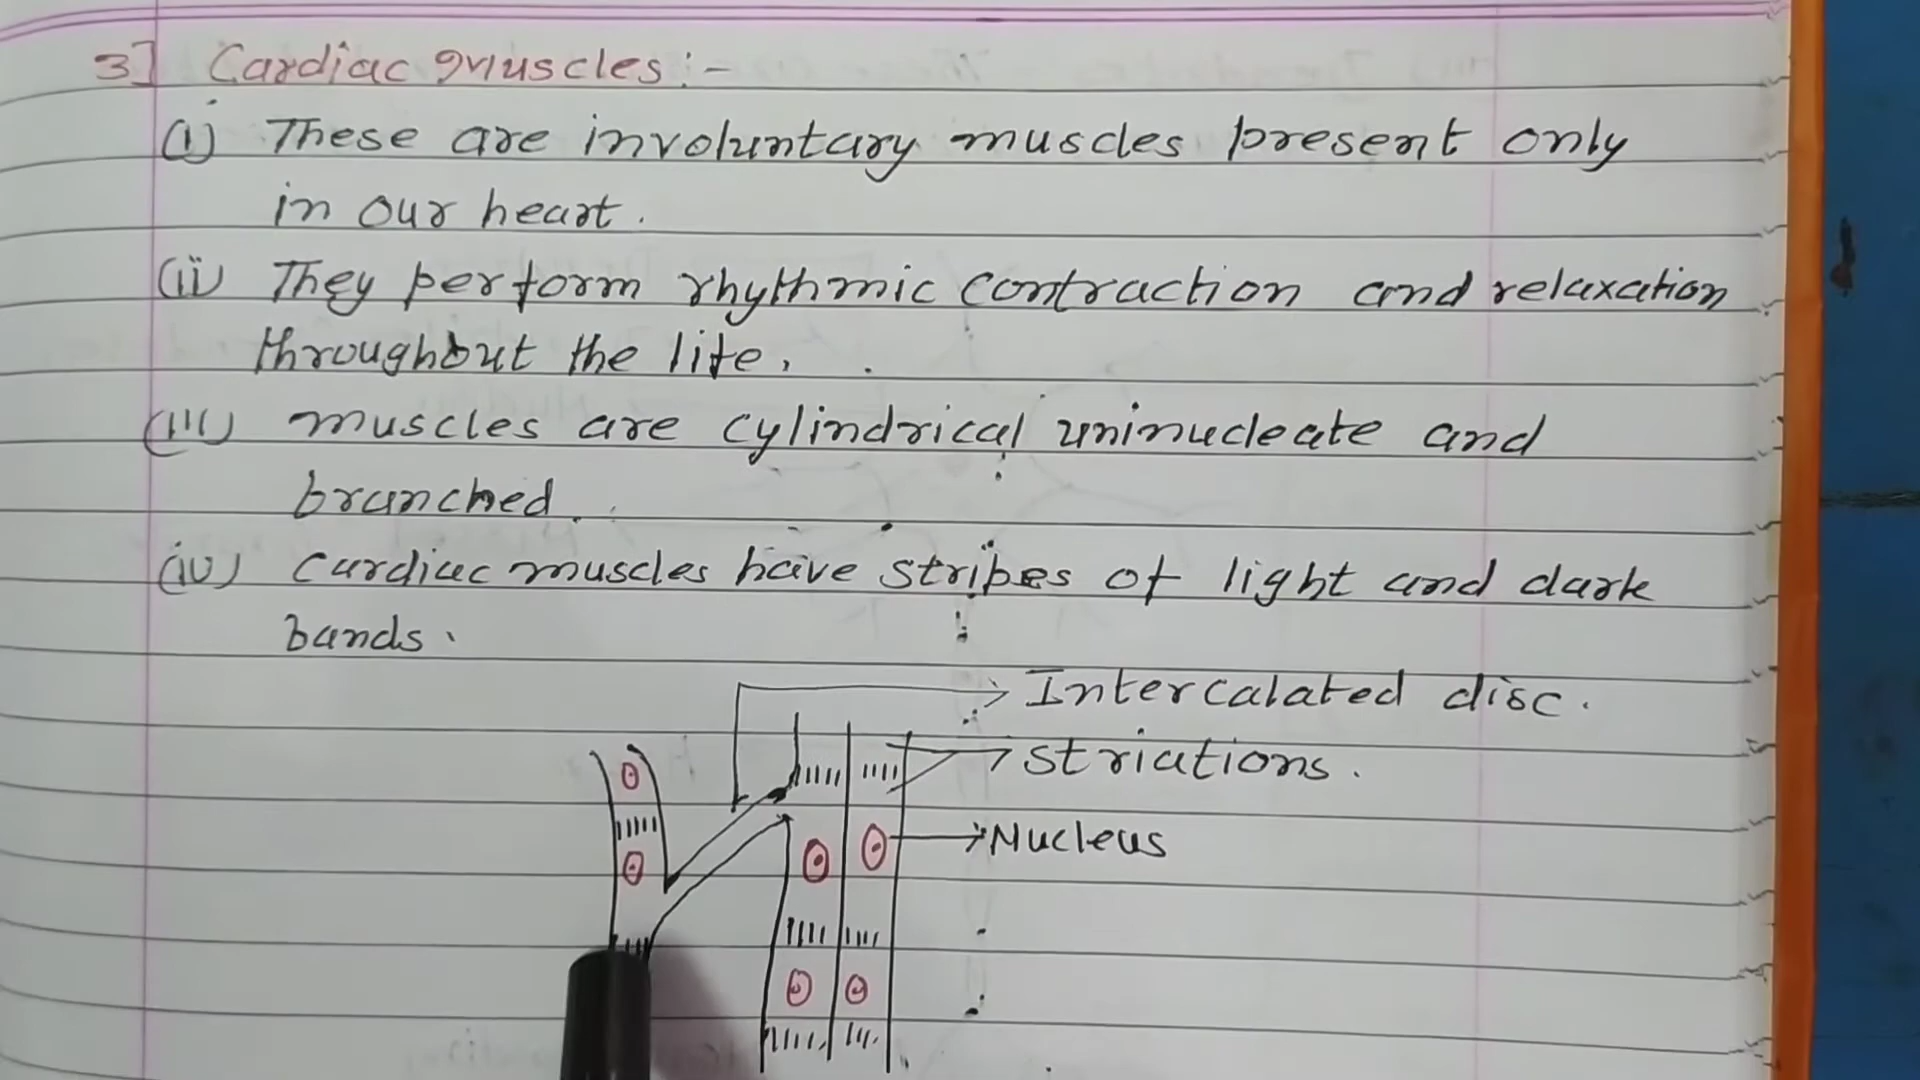 3] Cardiac Muscles:-
(i) These are involuntary muscles present only
in our heart.
(ii) They perform rhythmic contraction and relaxation
throughout the life.
(iii) muscles are cylindrical uninucleate and
branched.
(iv) Cardiac muscles have stripes of light and dark
bands.
Intercalated disc.
striations.
Nucleus